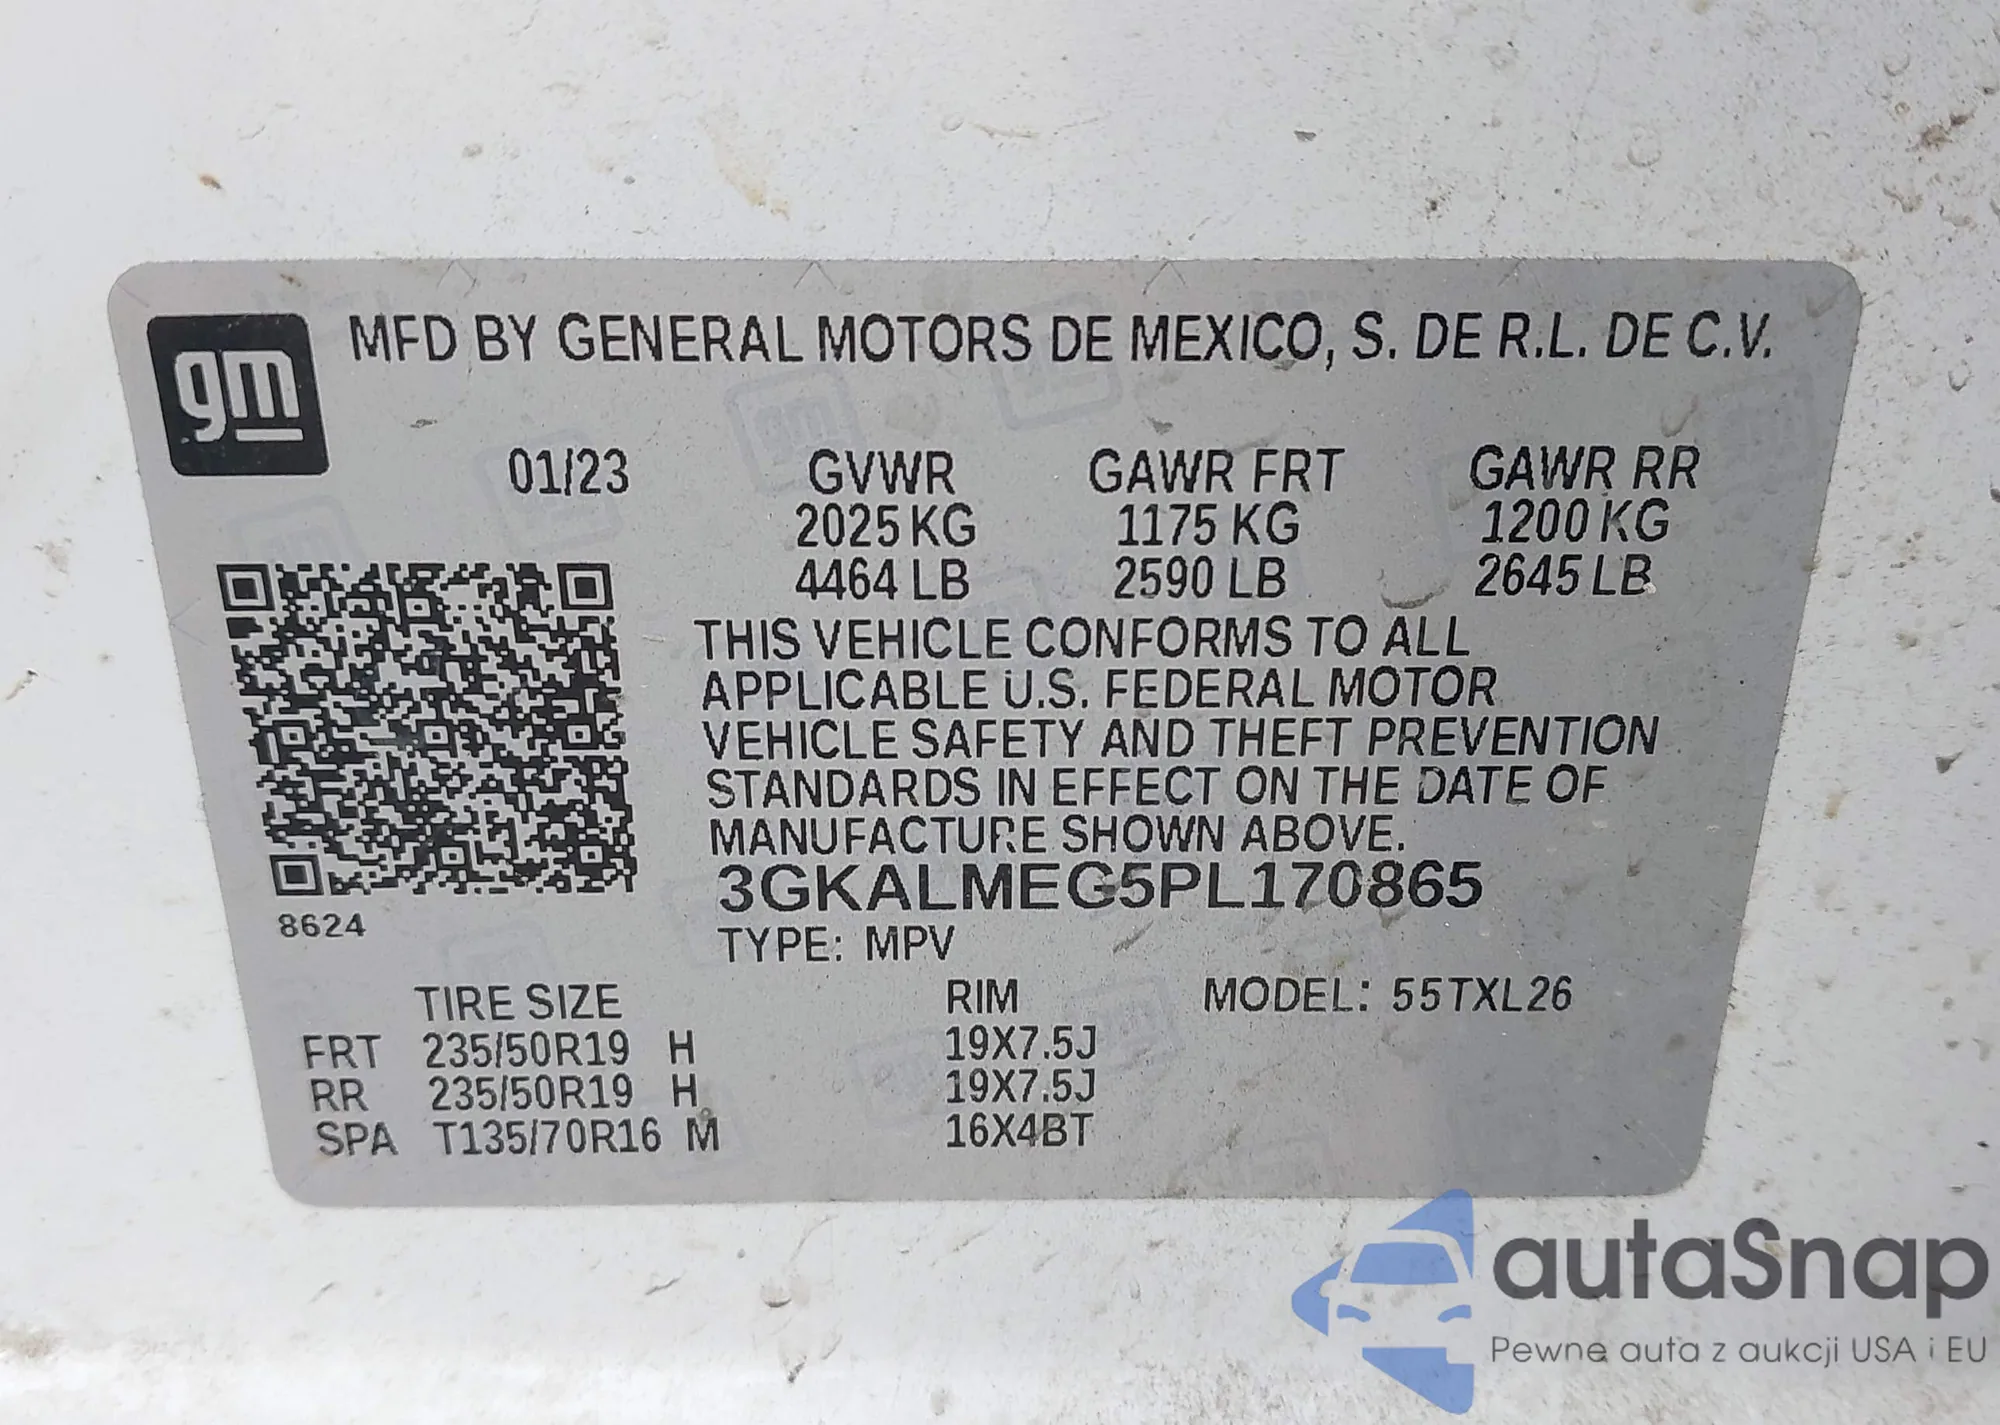 gm
MFD BY GENERAL MOTORS DE MEXICO, S. DE R.L. DE C.V.
01/23 GVWR GAWR FRT GAWR RR
2025 KG 1175 KG 1200 KG
4464 LB 2590 LB 2645 LB
THIS VEHICLE CONFORMS TO ALL
APPLICABLE U.S. FEDERAL MOTOR
VEHICLE SAFETY AND THEFT PREVENTION
STANDARDS IN EFFECT ON THE DATE OF
MANUFACTURE SHOWN ABOVE.
3GKALMEG5PL170865
8624
TYPE: MPV
TIRE SIZE RIM MODEL: 55TXL26
FRT 235/50R19 H 19X7.5J
RR 235/50R19 H 19X7.5J
SPA T135/70R16 M 16X4BT
autaSnap
Pewne auta z aukcji USA i EU